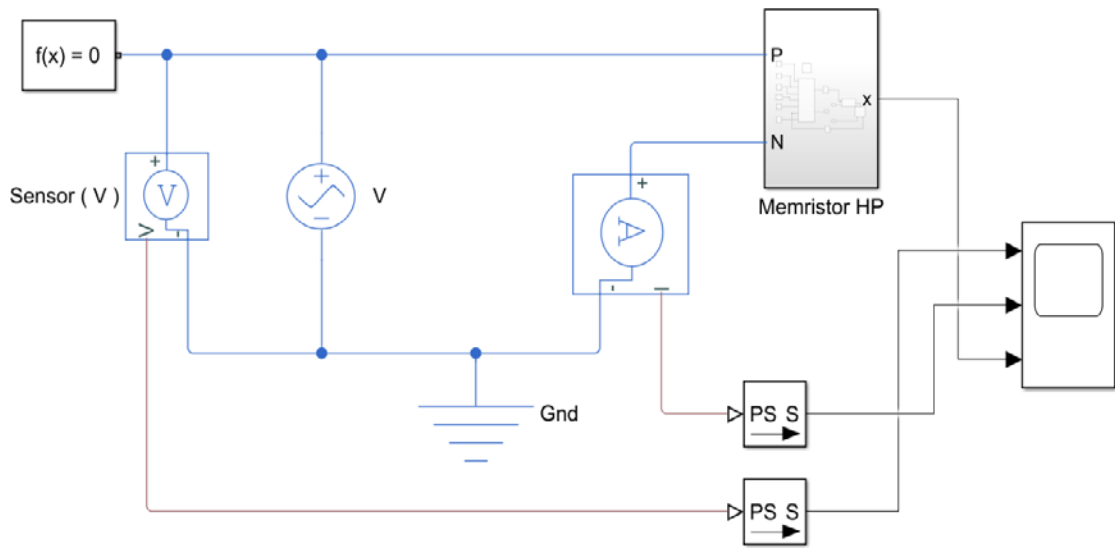 f(x) = 0
P
x
N
Memristor HP
Sensor ( V )
+
V
-
V
+
−
V
+
A
-
I
Gnd
PS S
PS S